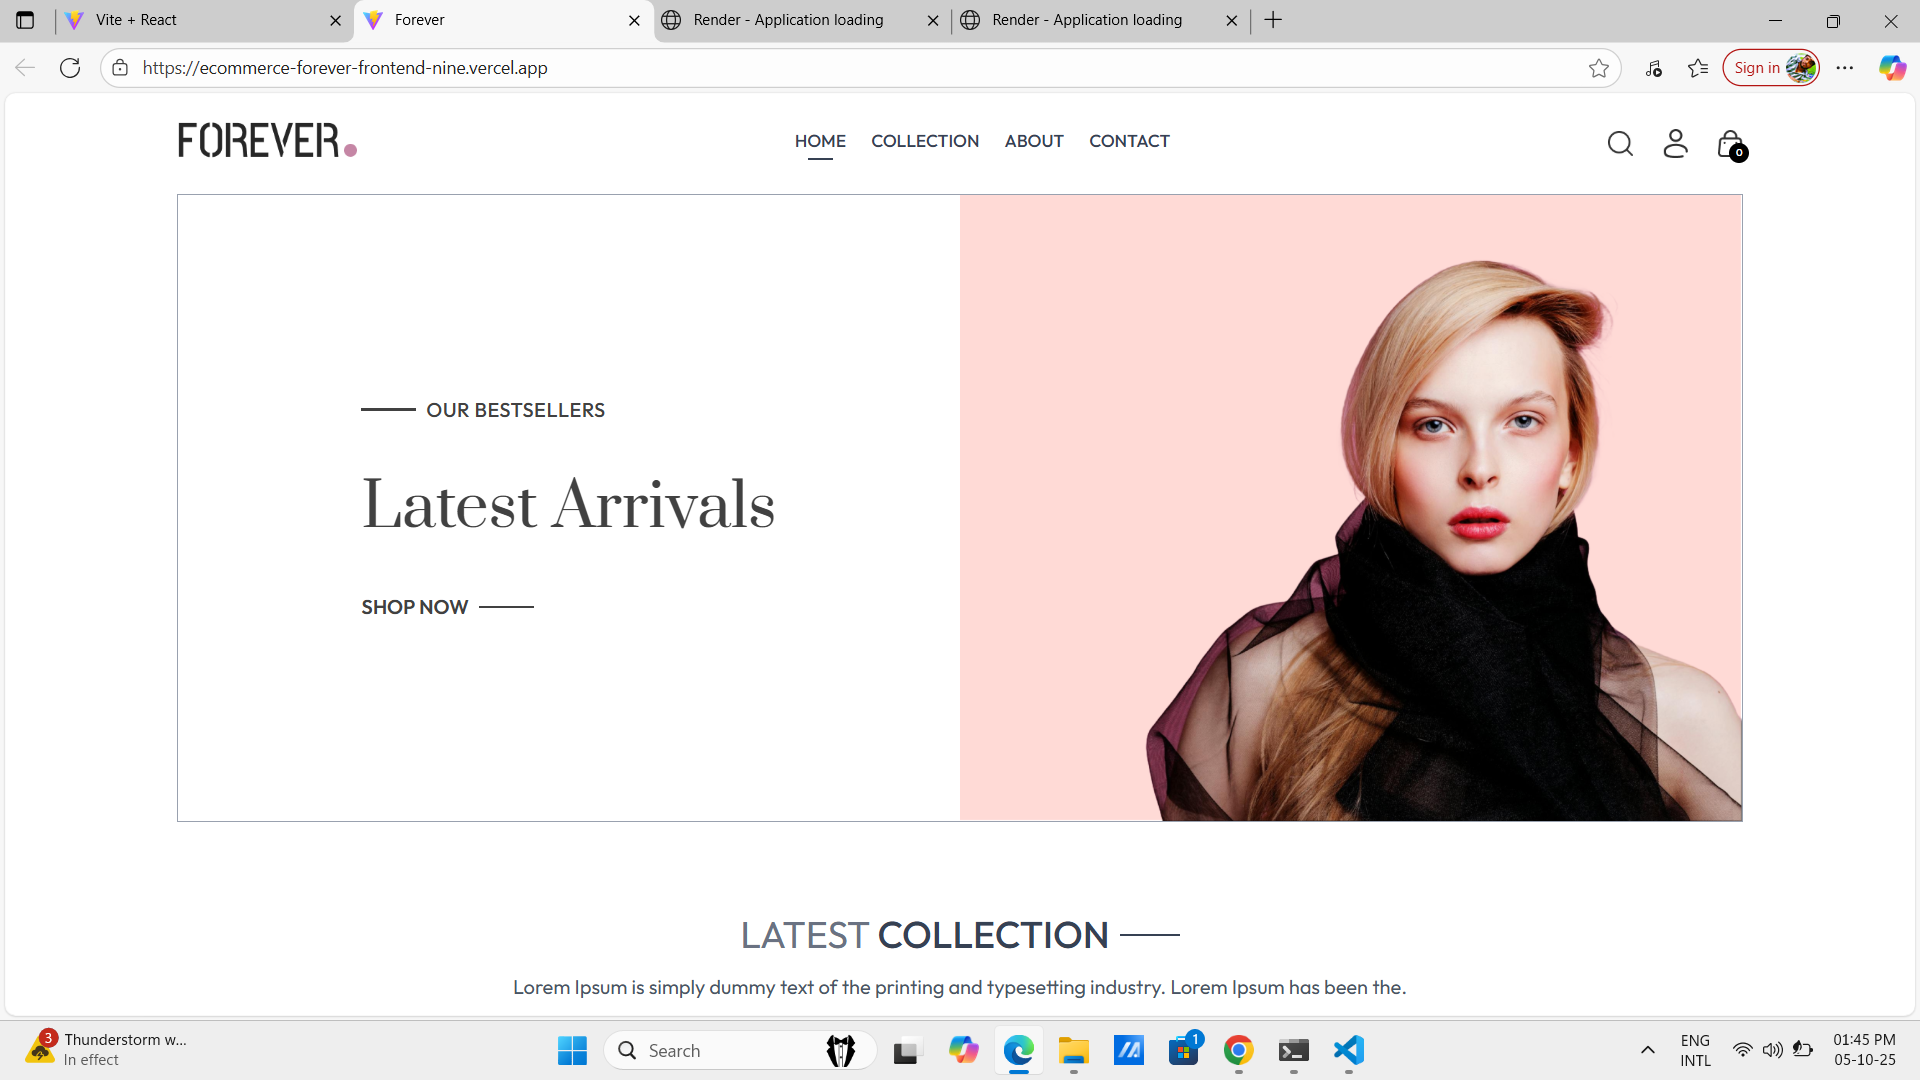 Vite + React
Forever
Render - Application loading
Render - Application loading
https://ecommerce-forever-frontend-nine.vercel.app
Sign in
FOREVER.
HOME COLLECTION ABOUT CONTACT
0
OUR BESTSELLERS
Latest Arrivals
SHOP NOW
LATEST COLLECTION
Lorem Ipsum is simply dummy text of the printing and typesetting industry. Lorem Ipsum has been the.
3
Thunderstorm w...
In effect
Search
1
ENG
INTL
01:45 PM
05-10-25